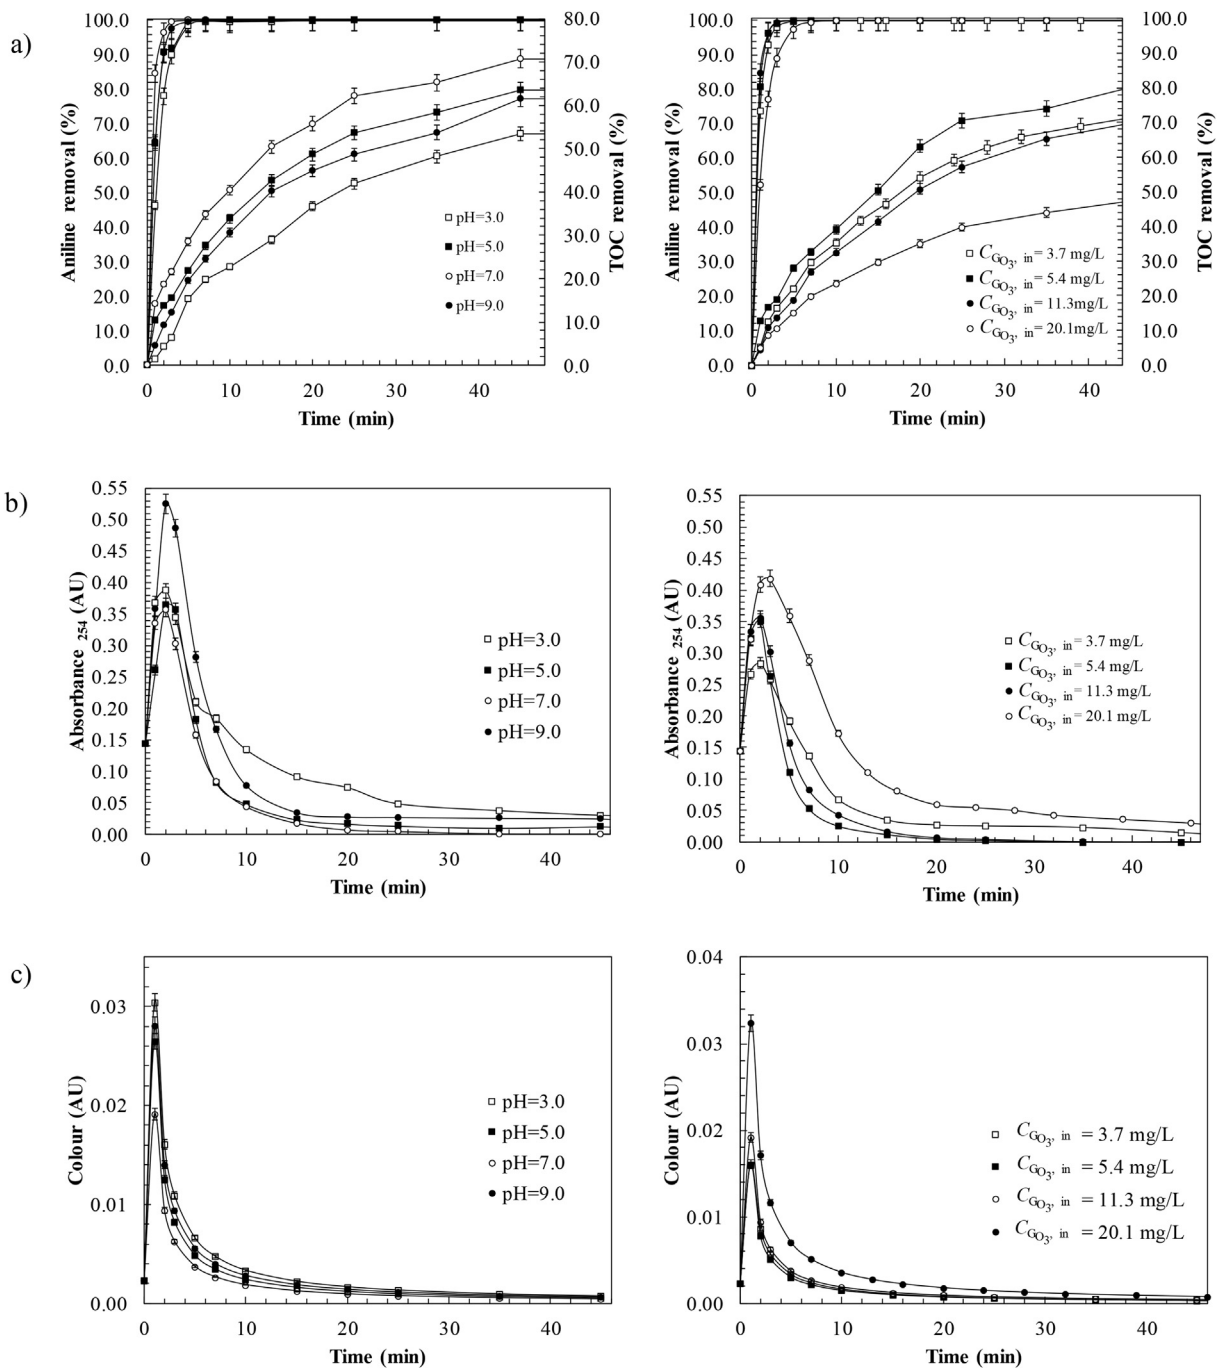 a)
100.0
90.0
80.0
70.0
60.0
50.0
40.0
30.0
20.0
10.0
0.0
Aniline removal (%)
80.0
70.0
60.0
50.0
40.0
30.0
20.0
10.0
0.0
TOC removal (%)
pH=3.0
pH=5.0
pH=7.0
pH=9.0
0 10 20 30 40
Time (min)
100.0
90.0
80.0
70.0
60.0
50.0
40.0
30.0
20.0
10.0
0.0
Aniline removal (%)
100.0
90.0
80.0
70.0
60.0
50.0
40.0
30.0
20.0
10.0
0.0
TOC removal (%)
CGO3, in = 3.7 mg/L
CGO3, in = 5.4 mg/L
CGO3, in = 11.3mg/L
CGO3, in = 20.1mg/L
0 10 20 30 40
Time (min)
b)
0.55
0.50
0.45
0.40
0.35
0.30
0.25
0.20
0.15
0.10
0.05
0.00
Absorbance 254 (AU)
pH=3.0
pH=5.0
pH=7.0
pH=9.0
0 10 20 30 40
Time (min)
0.55
0.50
0.45
0.40
0.35
0.30
0.25
0.20
0.15
0.10
0.05
0.00
Absorbance 254 (AU)
CGO3, in = 3.7 mg/L
CGO3, in = 5.4 mg/L
CGO3, in = 11.3 mg/L
CGO3, in = 20.1 mg/L
0 10 20 30 40
Time (min)
c)
0.03
0.02
0.01
0.00
Colour (AU)
pH=3.0
pH=5.0
pH=7.0
pH=9.0
0 10 20 30 40
Time (min)
0.04
0.03
0.02
0.01
0.00
Colour (AU)
CGO3, in = 3.7 mg/L
CGO3, in = 5.4 mg/L
CGO3, in = 11.3 mg/L
CGO3, in = 20.1 mg/L
0 10 20 30 40
Time (min)